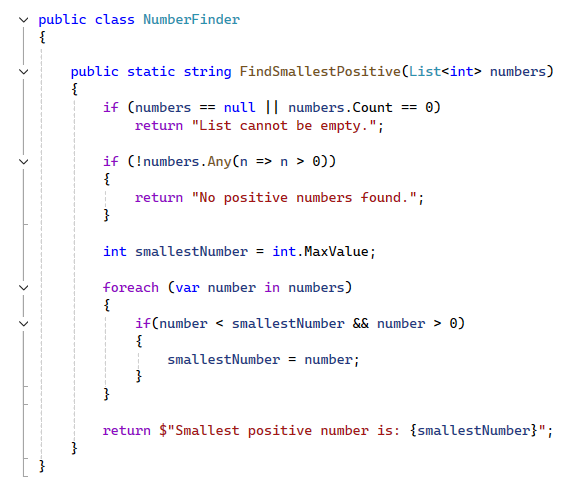 public class NumberFinder
{
    public static string FindSmallestPositive(List<int> numbers)
    {
        if (numbers == null || numbers.Count == 0)
            return "List cannot be empty.";
        if (!numbers.Any(n => n > 0))
        {
            return "No positive numbers found.";
        }
        int smallestNumber = int.MaxValue;
        foreach (var number in numbers)
        {
            if(number < smallestNumber && number > 0)
            {
                smallestNumber = number;
            }
        }
        return $"Smallest positive number is: {smallestNumber}";
    }
}